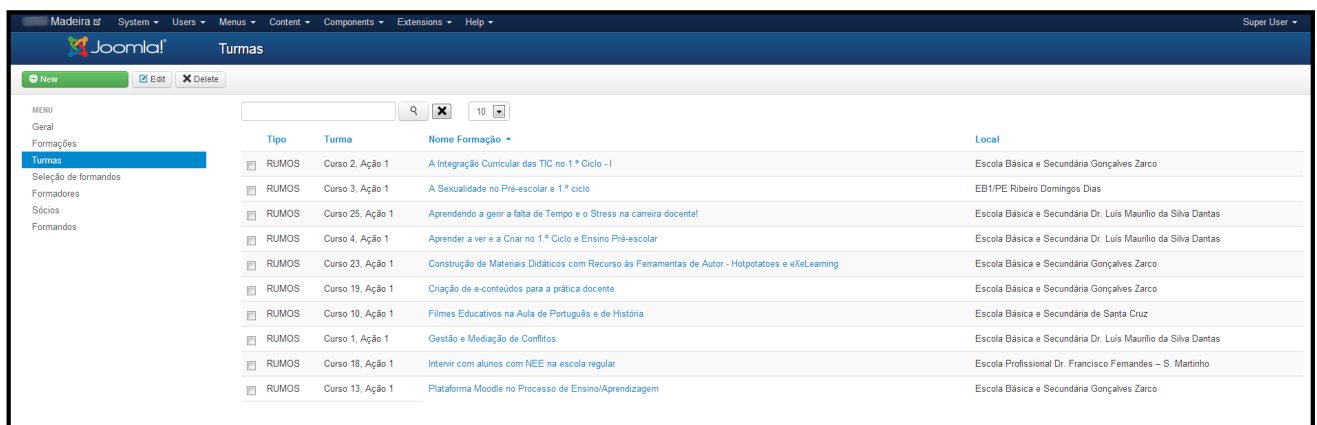 Madeira System Users Menus Content Components Extensions Help Super User
Joomla!® Turmas
New Edit Delete
MENU
Geral
Formações
Turmas
Seleção de formandos
Formadores
Sócios
Formandos
10
Tipo Turma Nome Formação Local
RUMOS Curso 2, Ação 1 A Integração Curricular das TIC no 1.º Ciclo - I Escola Básica e Secundária Gonçalves Zarco
RUMOS Curso 3, Ação 1 A Sexualidade no Pré-escolar e 1.º ciclo EB1/PE Ribeiro Domingos Dias
RUMOS Curso 25, Ação 1 Aprendendo a gerir a falta de Tempo e o Stress na carreira docente! Escola Básica e Secundária Dr. Luís Maurílio da Silva Dantas
RUMOS Curso 4, Ação 1 Aprender a ver e a Criar no 1.º Ciclo e Ensino Pré-escolar Escola Básica e Secundária Dr. Luís Maurílio da Silva Dantas
RUMOS Curso 23, Ação 1 Construção de Materiais Didáticos com Recurso às Ferramentas de Autor - Hotpotatoes e eXeLearning Escola Básica e Secundária Gonçalves Zarco
RUMOS Curso 19, Ação 1 Criação de e-conteúdos para a prática docente Escola Básica e Secundária Gonçalves Zarco
RUMOS Curso 10, Ação 1 Filmes Educativos na Aula de Português e de História Escola Básica e Secundária de Santa Cruz
RUMOS Curso 1, Ação 1 Gestão e Mediação de Conflitos Escola Básica e Secundária Dr. Luís Maurílio da Silva Dantas
RUMOS Curso 18, Ação 1 Intervir com alunos com NEE na escola regular Escola Profissional Dr. Francisco Fernandes – S. Martinho
RUMOS Curso 13, Ação 1 Plataforma Moodle no Processo de Ensino/Aprendizagem Escola Básica e Secundária Gonçalves Zarco